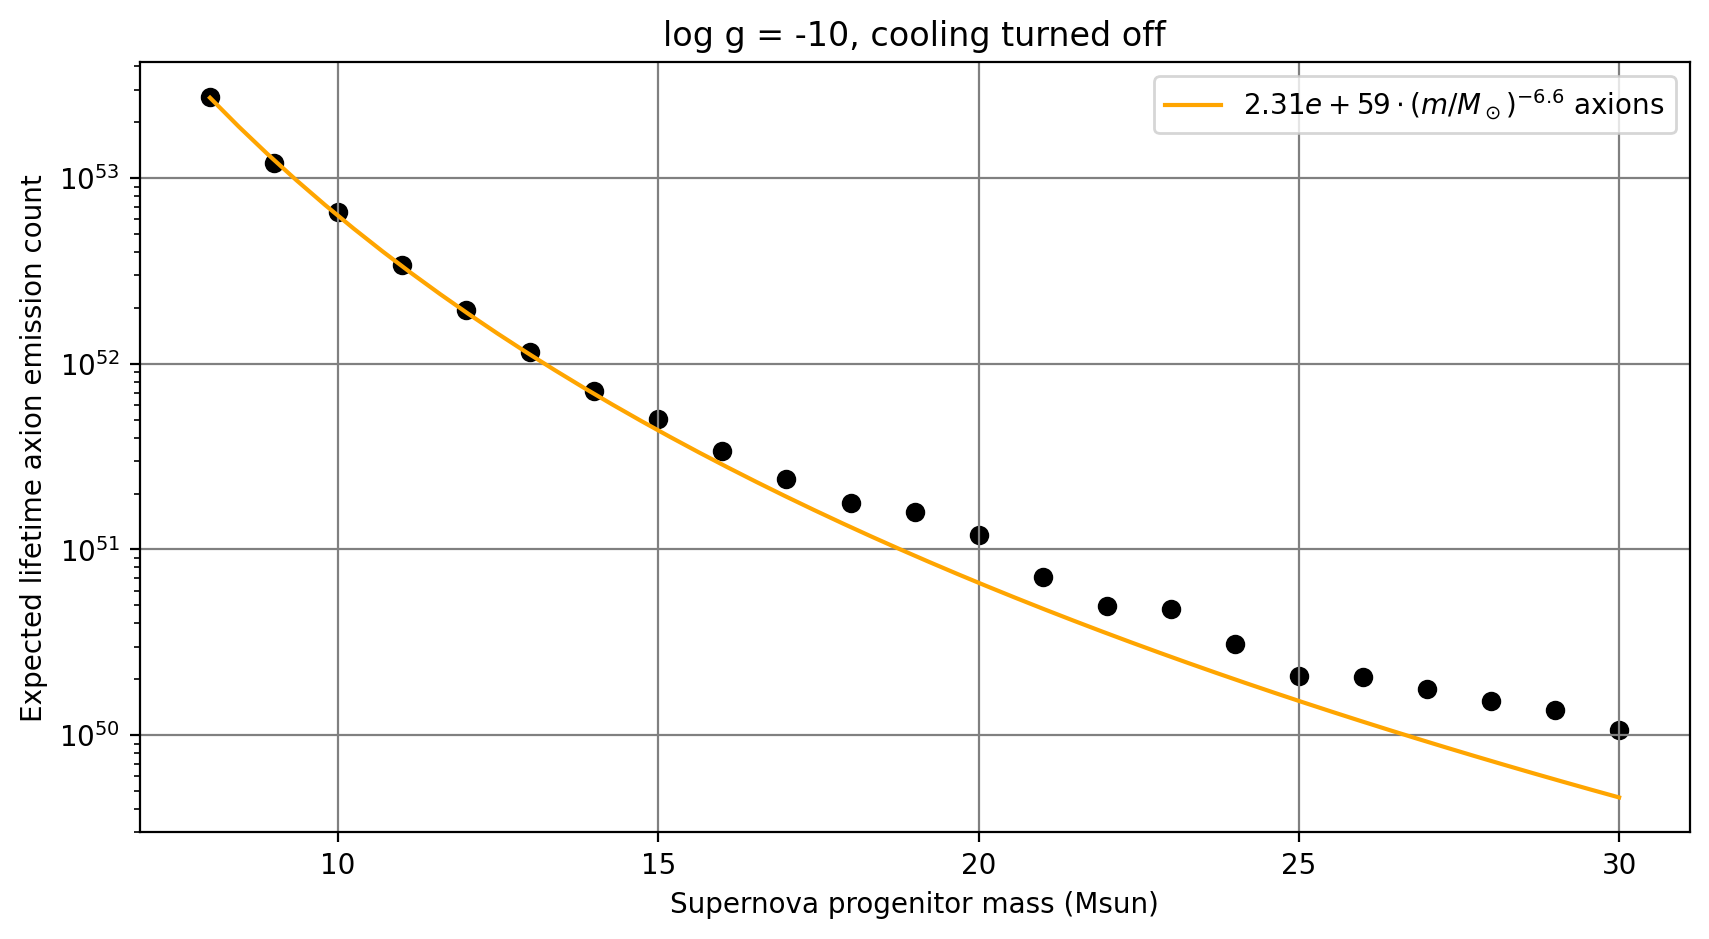 log g = -10, cooling turned off
2.31e + 59 · (m/M_⊙)^{-6.6} axions
Expected lifetime axion emission count
10^{53}
10^{52}
10^{51}
10^{50}
10 15 20 25 30
Supernova progenitor mass (Msun)